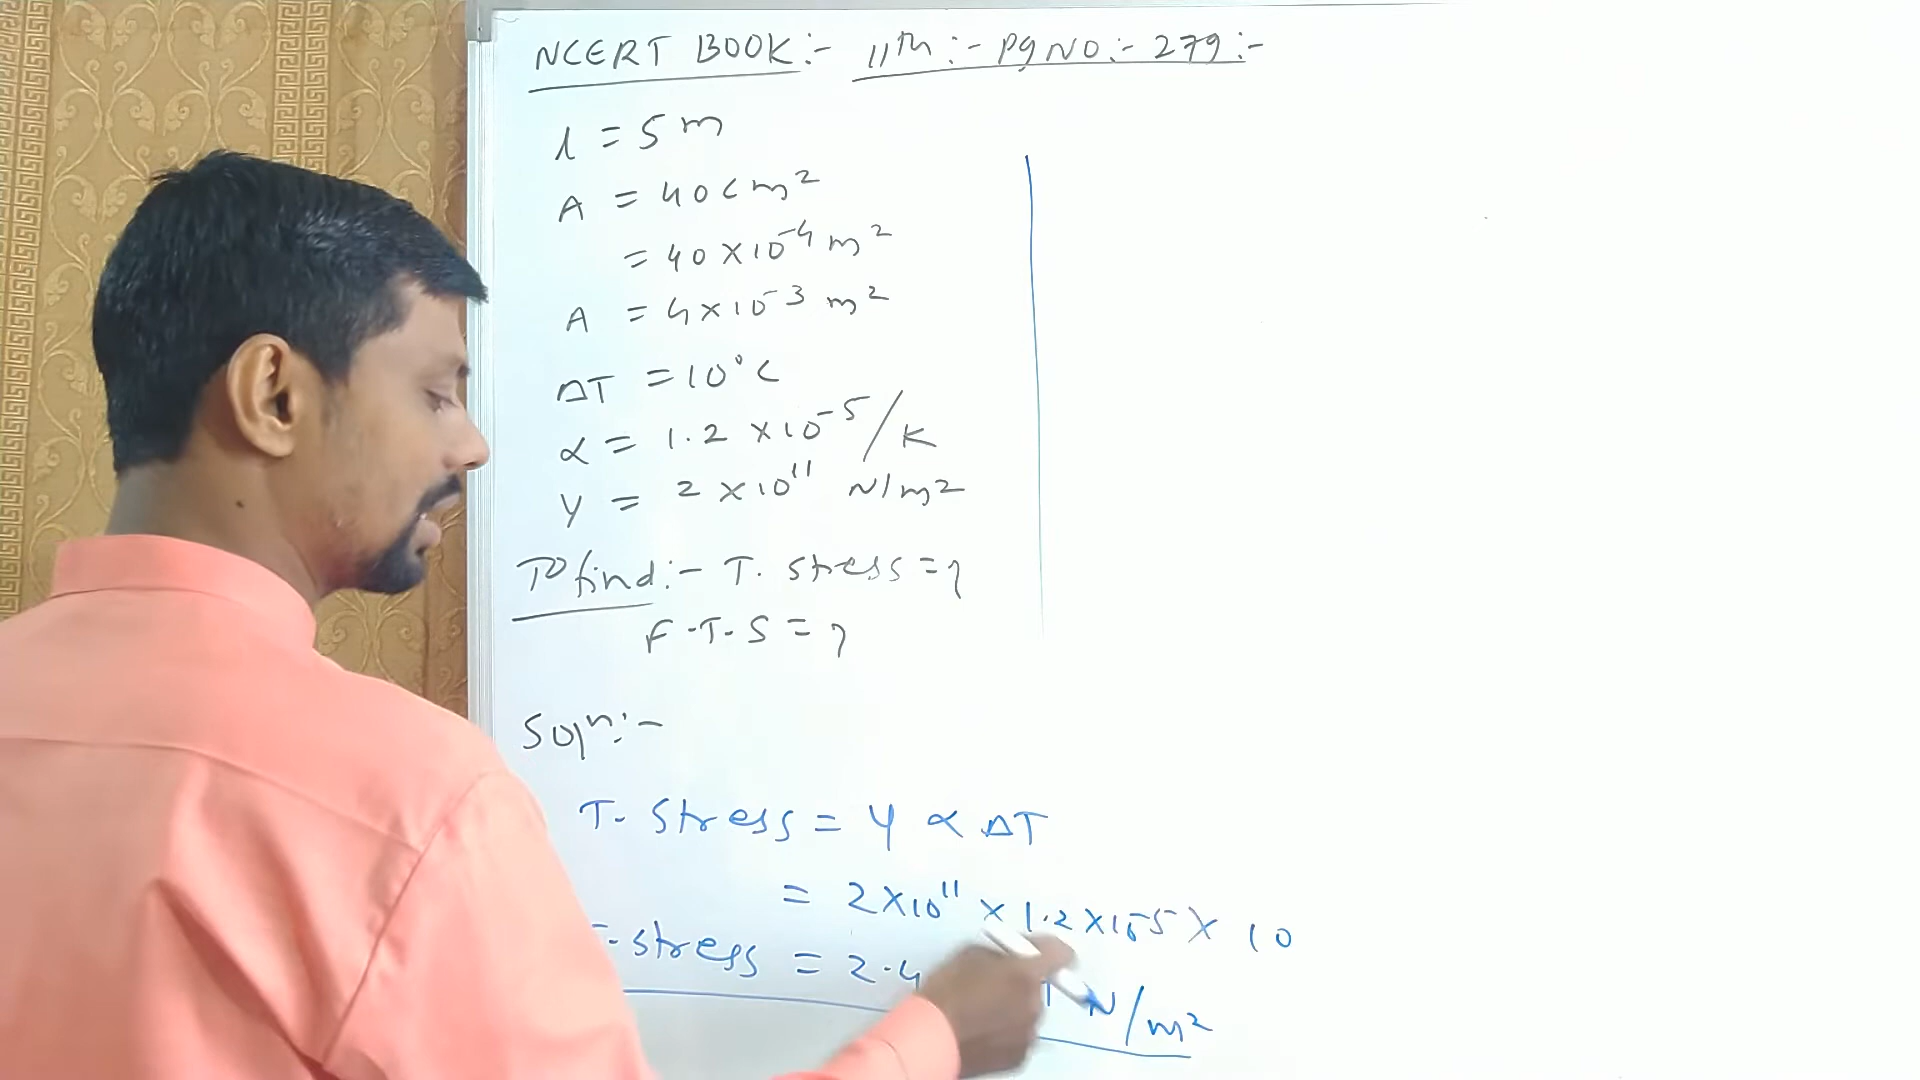 NCERT BOOK:- 11th:- Pg NO:- 279:-
l = 5 m
A = 40 cm²
= 40 × 10⁻⁴ m²
A = 4 × 10⁻³ m²
ΔT = 10°C
α = 1.2 × 10⁻⁵ / K
Y = 2 × 10¹¹ N/m²
To find:- T. stress = ?
F.T.S = ?
Soln:-
T. Stress = Y α ΔT
= 2×10¹¹ × 1.2×10⁻⁵ × 10
T.stress = 2.4 N/m²